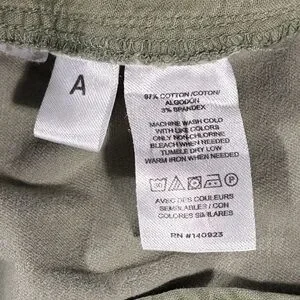 A
97% COTTON /COTON/
ALGODÓN
3% SPANDEX
MACHINE WASH COLD
WITH LIKE COLORS
ONLY NON-CHLORINE
BLEACH WHEN NEEDED
TUMBLE DRY LOW
WARM IRON WHEN NEEDED
AVEC DES COULEURS
SEMBLABLES / CON
COLORES SIMILARES
RN #140923